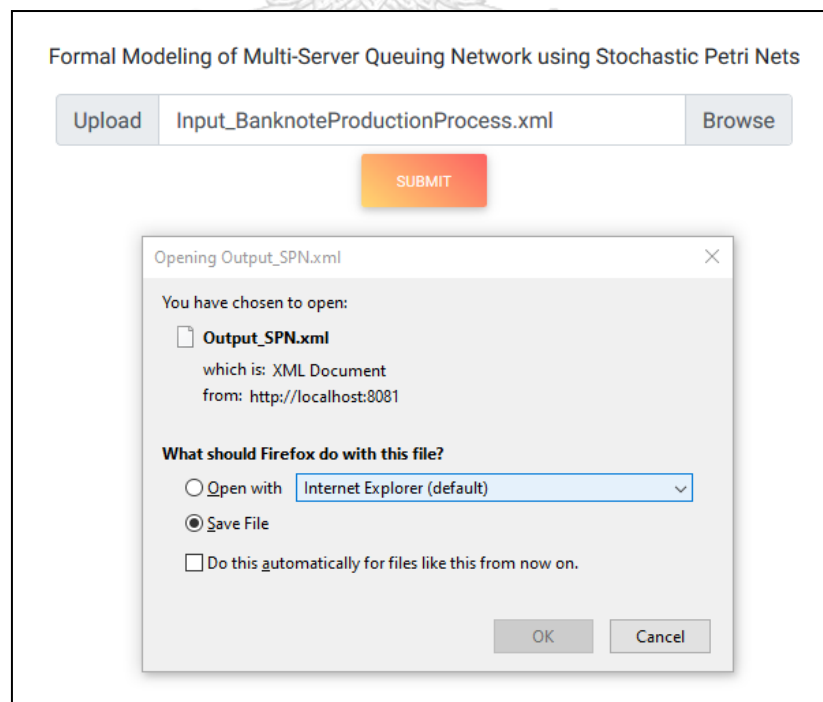 Formal Modeling of Multi-Server Queuing Network using Stochastic Petri Nets
Upload Input_BanknoteProductionProcess.xml Browse
SUBMIT
Opening Output_SPN.xml
You have chosen to open:
Output_SPN.xml
which is: XML Document
from: http://localhost:8081
What should Firefox do with this file?
Open with Internet Explorer (default)
Save File
Do this automatically for files like this from now on.
OK Cancel